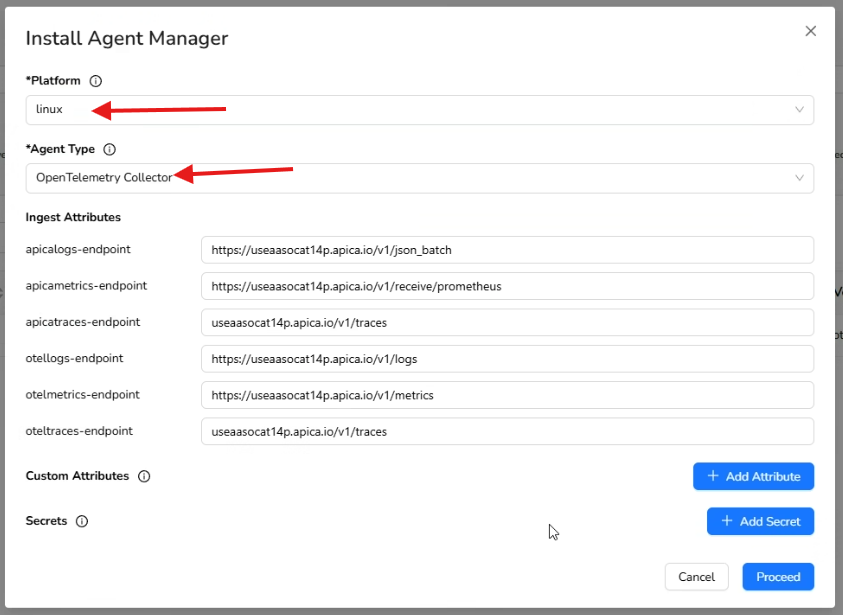 Install Agent Manager
*Platform
linux
*Agent Type
OpenTelemetry Collector
Ingest Attributes
apicalogs-endpoint https://useaasocat14p.apica.io/v1/json_batch
apicametrics-endpoint https://useaasocat14p.apica.io/v1/receive/prometheus
apicatraces-endpoint useaasocat14p.apica.io/v1/traces
otellogs-endpoint https://useaasocat14p.apica.io/v1/logs
otelmetrics-endpoint https://useaasocat14p.apica.io/v1/metrics
oteltraces-endpoint useaasocat14p.apica.io/v1/traces
Custom Attributes + Add Attribute
Secrets + Add Secret
Cancel Proceed